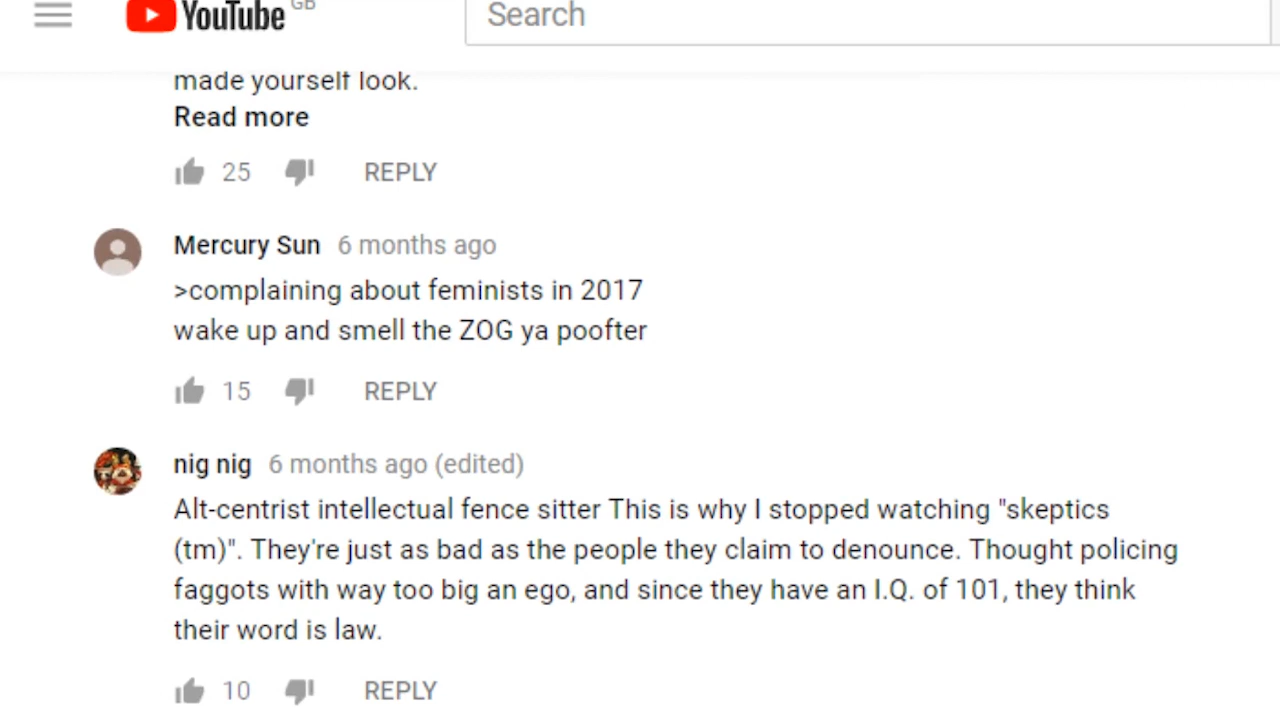 YouTube GB
Search
made yourself look.
Read more
25 REPLY
Mercury Sun 6 months ago
>complaining about feminists in 2017
wake up and smell the ZOG ya poofter
15 REPLY
nig nig 6 months ago (edited)
Alt-centrist intellectual fence sitter This is why I stopped watching "skeptics
(tm)". They're just as bad as the people they claim to denounce. Thought policing
faggots with way too big an ego, and since they have an I.Q. of 101, they think
their word is law.
10 REPLY